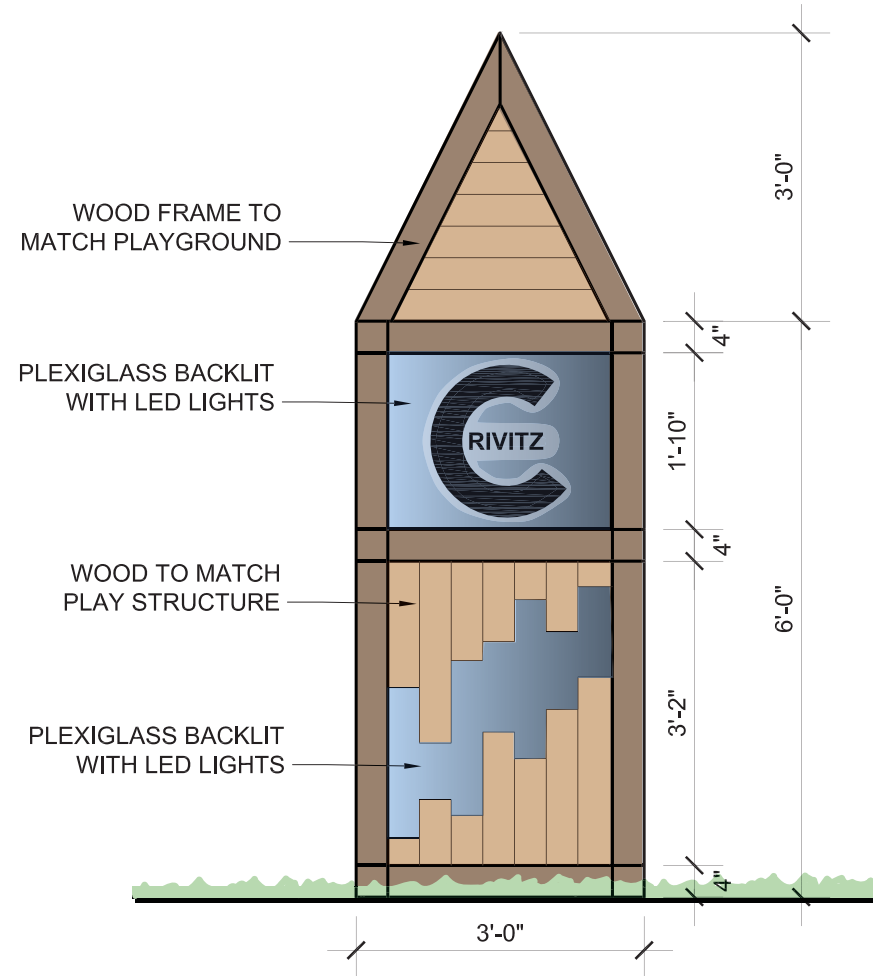 3'-0"
WOOD FRAME TO
MATCH PLAYGROUND
4"
PLEXIGLASS BACKLIT
WITH LED LIGHTS
C
RIVITZ
1'-10"
4"
WOOD TO MATCH
PLAY STRUCTURE
6'-0"
3'-2"
PLEXIGLASS BACKLIT
WITH LED LIGHTS
4"
3'-0"